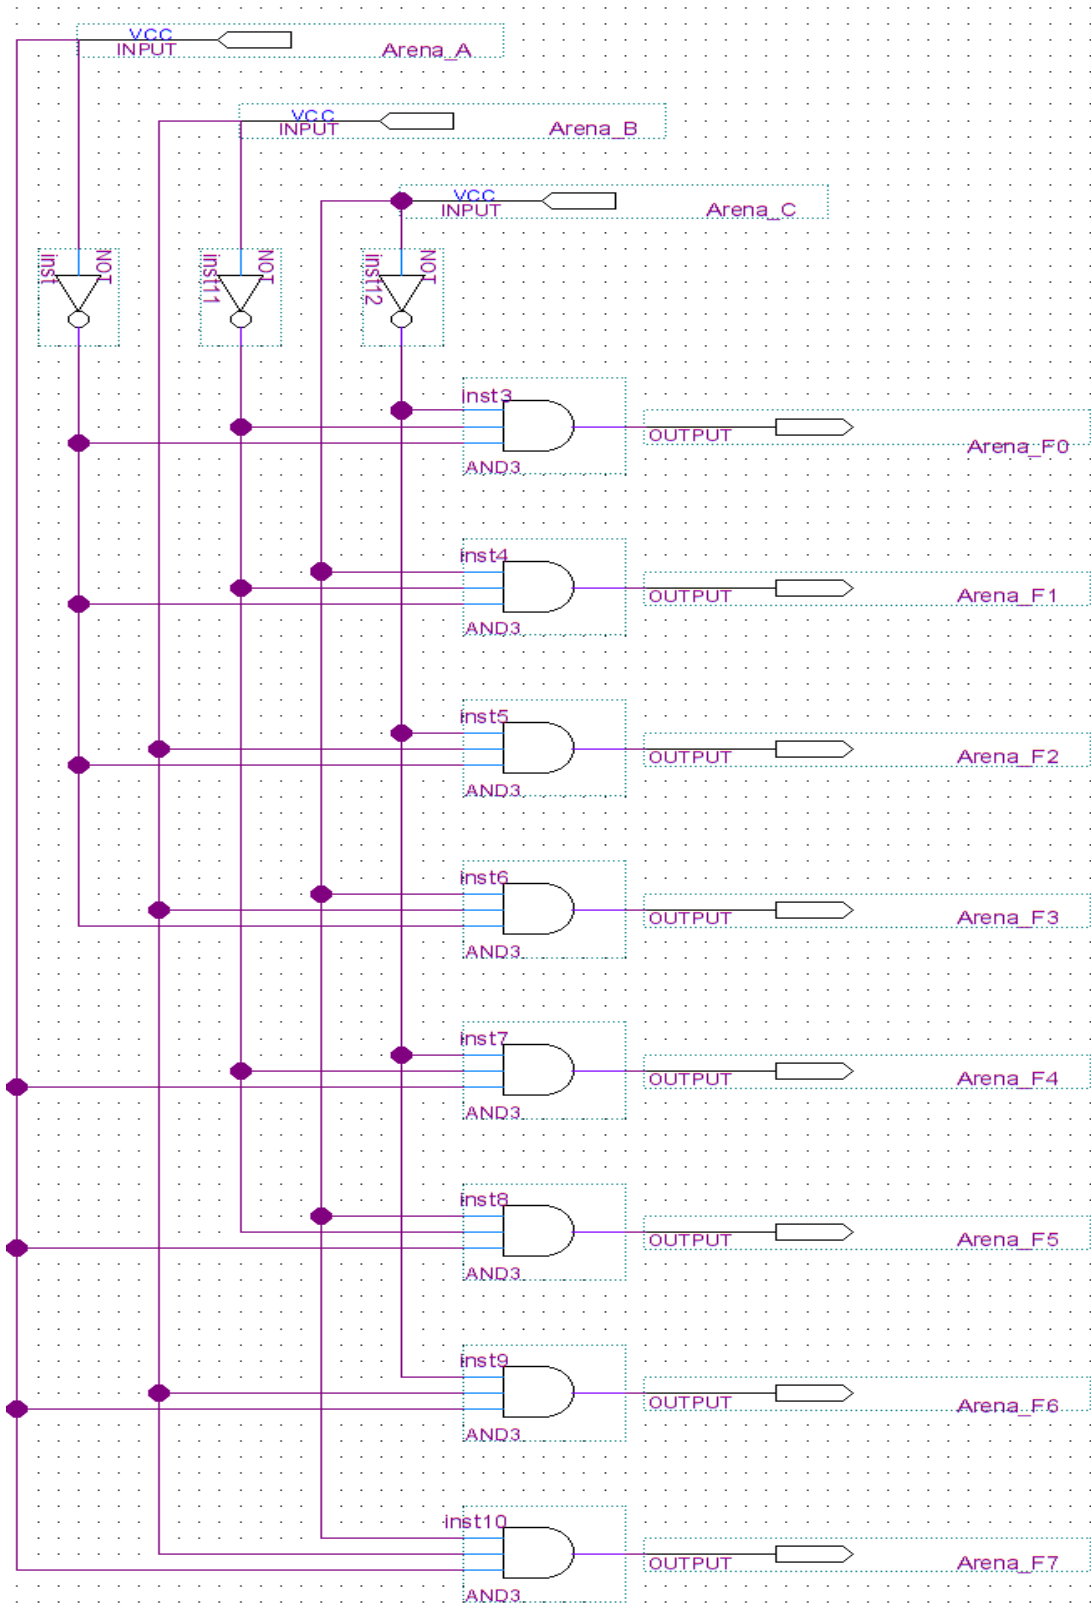 VCC
INPUT
Arena_A
VCC
INPUT
Arena_B
VCC
INPUT
Arena_C
inst
NOT
inst11
NOT
inst12
NOT
inst3
AND3
OUTPUT
Arena_F0
inst4
AND3
OUTPUT
Arena_F1
inst5
AND3
OUTPUT
Arena_F2
inst6
AND3
OUTPUT
Arena_F3
inst7
AND3
OUTPUT
Arena_F4
inst8
AND3
OUTPUT
Arena_F5
inst9
AND3
OUTPUT
Arena_F6
inst10
AND3
OUTPUT
Arena_F7